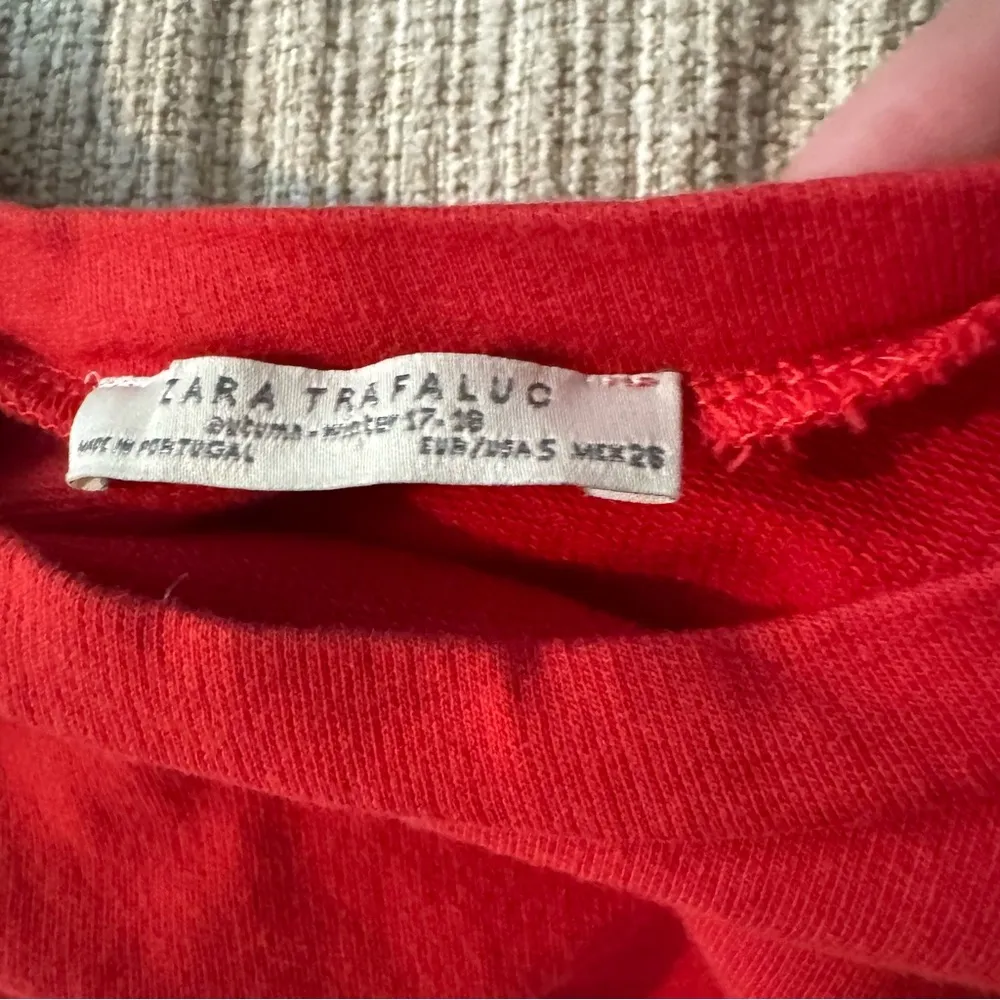 ZARA TRAFALUC
autumn - winter 17-18
MADE IN PORTUGAL EUR/USA S MEX 26